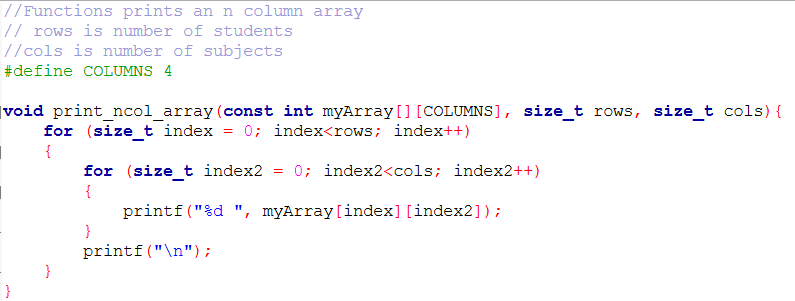 //Functions prints an n column array
// rows is number of students
//cols is number of subjects
#define COLUMNS 4
void print_ncol_array(const int myArray[][COLUMNS], size_t rows, size_t cols){
for (size_t index = 0; index<rows; index++)
{
for (size_t index2 = 0; index2<cols; index2++)
{
printf("%d ", myArray[index][index2]);
}
printf("\n");
}
}